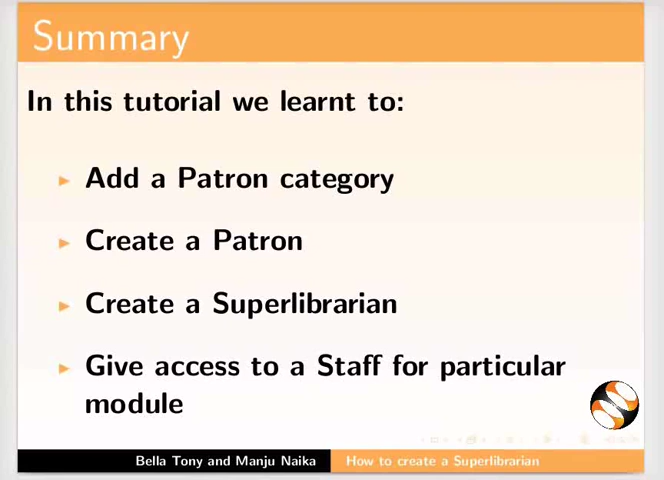 Summary
In this tutorial we learnt to:
Add a Patron category
Create a Patron
Create a Superlibrarian
Give access to a Staff for particular
module
Bella Tony and Manju Naika How to create a Superlibrarian